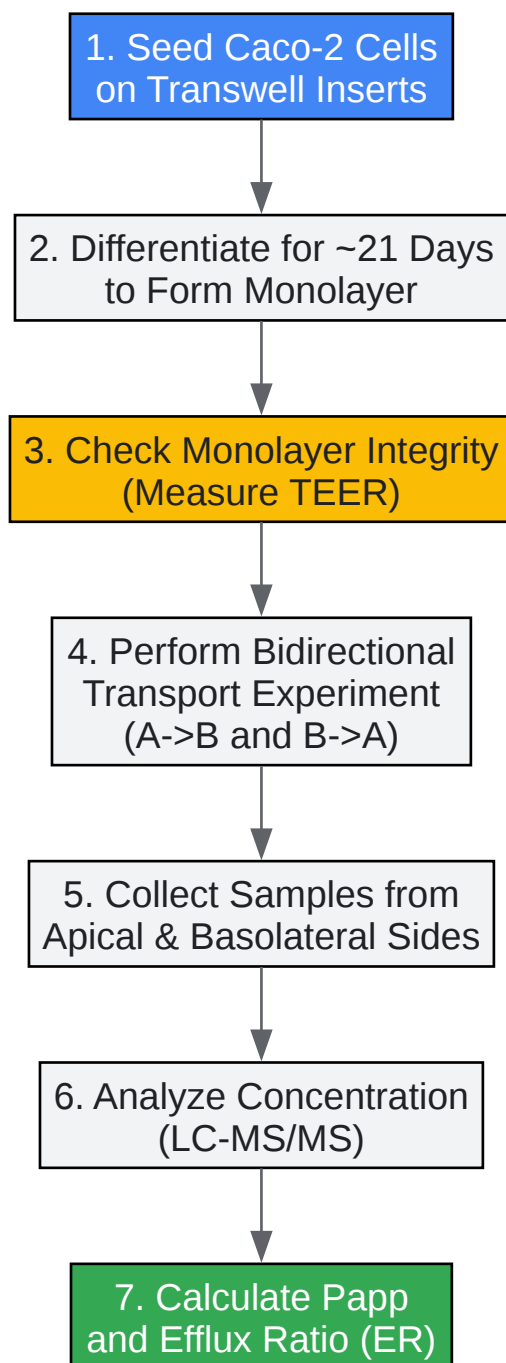 1. Seed Caco-2 Cells
on Transwell Inserts
2. Differentiate for ~21 Days
to Form Monolayer
3. Check Monolayer Integrity
(Measure TEER)
4. Perform Bidirectional
Transport Experiment
(A->B and B->A)
5. Collect Samples from
Apical & Basolateral Sides
6. Analyze Concentration
(LC-MS/MS)
7. Calculate Papp
and Efflux Ratio (ER)